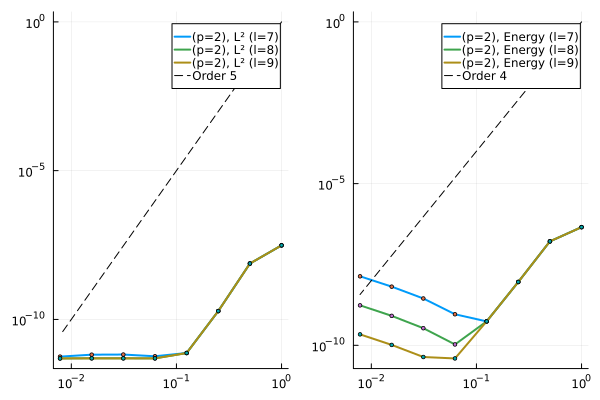 10⁰
10⁻⁵
10⁻¹⁰
10⁻²
10⁻¹
10⁰
(p=2), L² (l=7)
(p=2), L² (l=8)
(p=2), L² (l=9)
Order 5
10⁰
10⁻⁵
10⁻¹⁰
10⁻²
10⁻¹
10⁰
(p=2), Energy (l=7)
(p=2), Energy (l=8)
(p=2), Energy (l=9)
Order 4